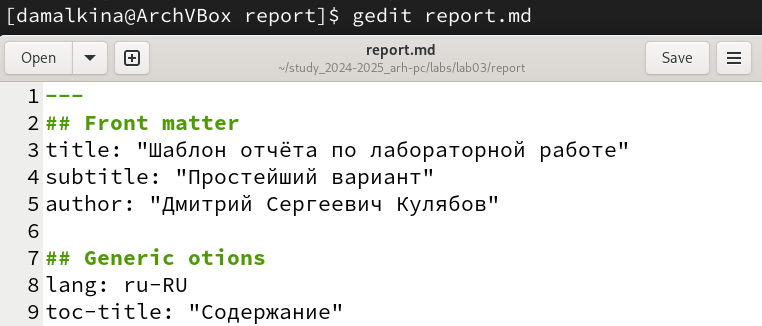 [damalkina@ArchVBox report]$ gedit report.md
Open
report.md
~/study_2024-2025_arh-pc/labs/lab03/report
Save
1 ---
2 ## Front matter
3 title: "Шаблон отчёта по лабораторной работе"
4 subtitle: "Простейший вариант"
5 author: "Дмитрий Сергеевич Кулябов"
6
7 ## Generic otions
8 lang: ru-RU
9 toc-title: "Содержание"